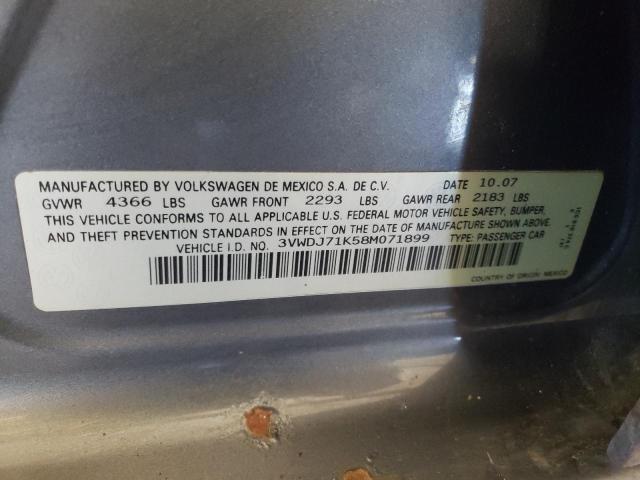 MANUFACTURED BY VOLKSWAGEN DE MEXICO S.A. DE C.V. DATE 10.07
GVWR 4366 LBS GAWR FRONT 2293 LBS GAWR REAR 2183 LBS
THIS VEHICLE CONFORMS TO ALL APPLICABLE U.S. FEDERAL MOTOR VEHICLE SAFETY, BUMPER,
AND THEFT PREVENTION STANDARDS IN EFFECT ON THE DATE OF MANUFACTURE SHOWN ABOVE.
VEHICLE I.D. NO. 3VWDJ71K58M071899 TYPE: PASSENGER CAR
COUNTRY OF ORIGIN: MEXICO